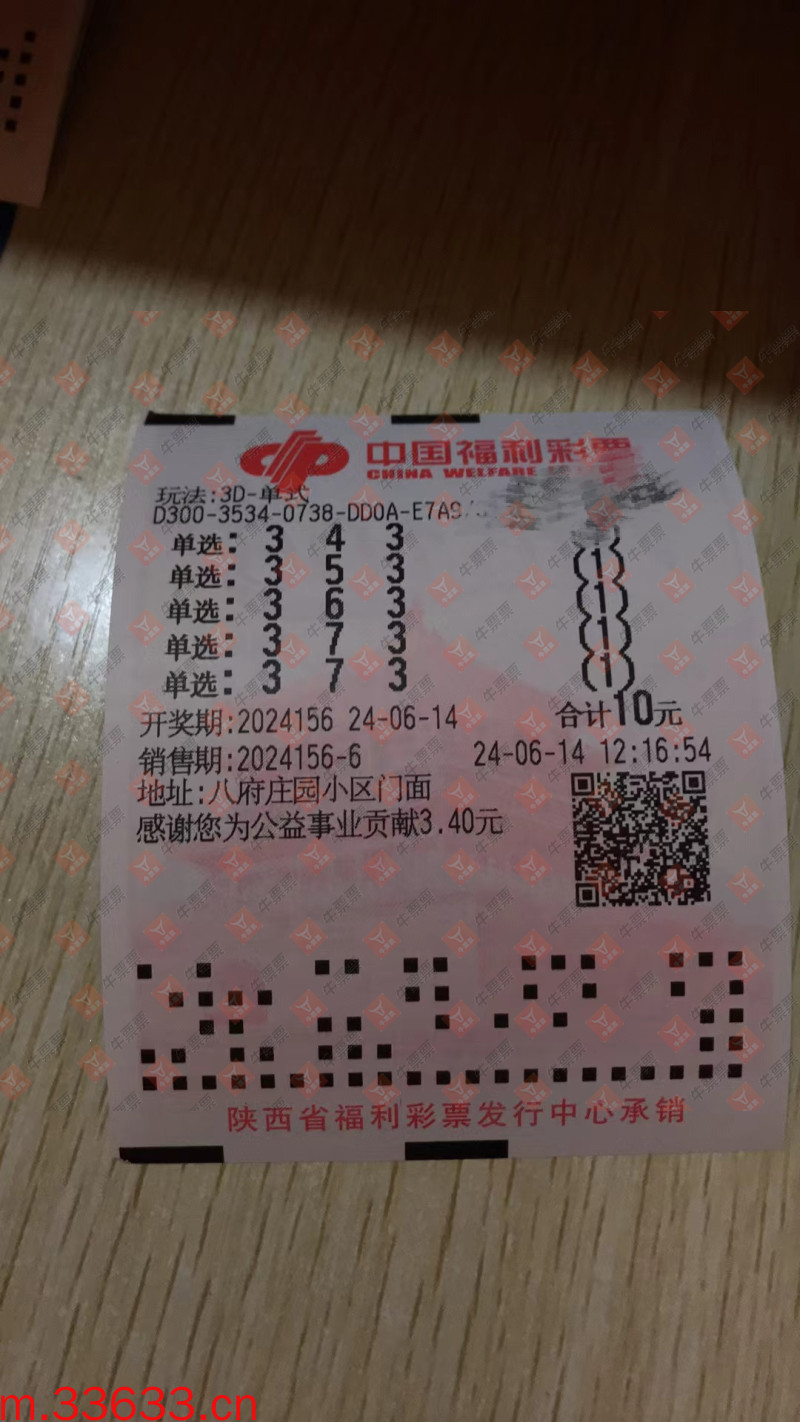 中国福利彩票
CHINA WELFARE
玩法:3D-单式
D300-3534-0738-DD0A-E7A9
单选: 3 4 3
单选: 3 5 3 (1)
单选: 3 6 3 (1)
单选: 3 7 3 (1)
单选: 3 7 3 (1)
开奖期:2024156 24-06-14 合计10元
销售期:2024156-6 24-06-14 12:16:54
地址:八府庄园小区门面
感谢您为公益事业贡献3.40元
陕西省福利彩票发行中心承销
牛票票
m.33633.cn